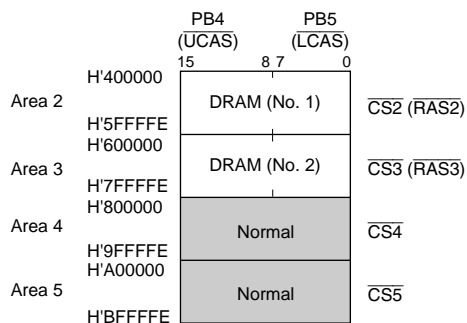 PB4 PB5
(UCAS) (LCAS)
15 8 7 0
H'400000
Area 2 DRAM (No. 1) CS2 (RAS2)
H'5FFFFE
H'600000
Area 3 DRAM (No. 2) CS3 (RAS3)
H'7FFFFE
H'800000
Area 4 Normal CS4
H'9FFFFE
H'A00000
Area 5 Normal CS5
H'BFFFFE